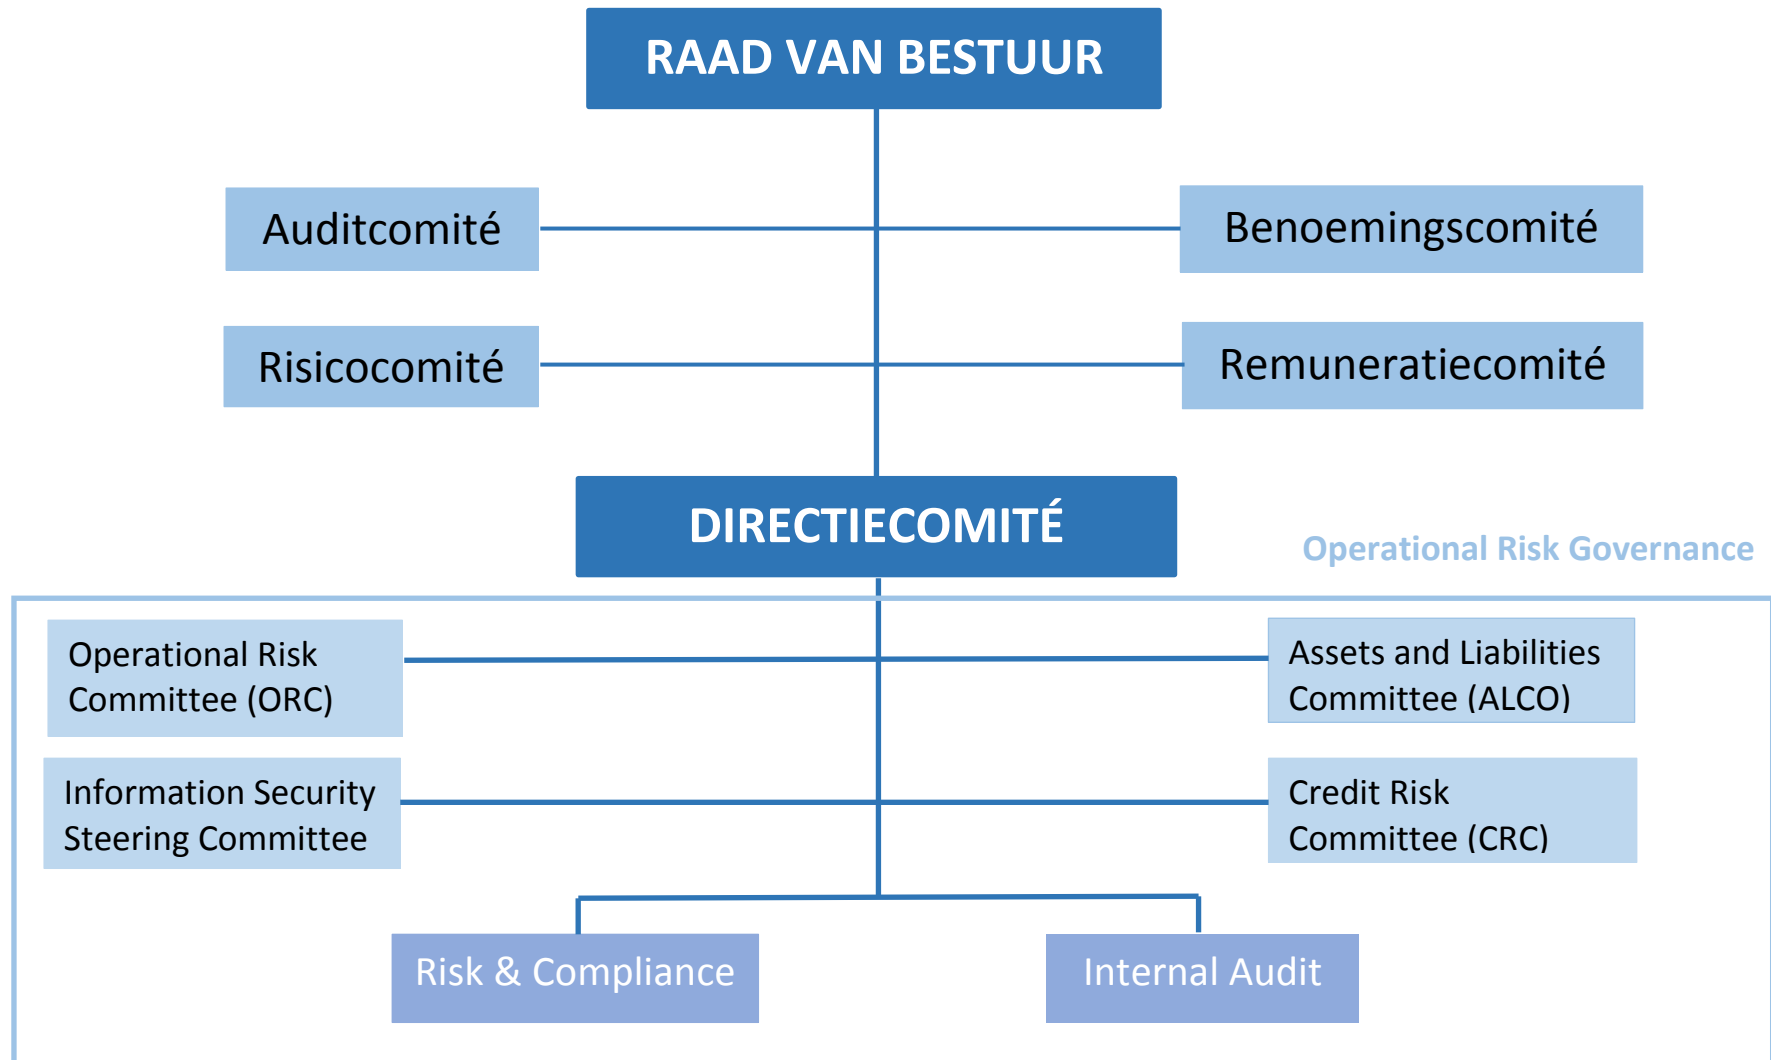 RAAD VAN BESTUUR
Auditcomité
Benoemingscomité
Risicocomité
Remuneratiecomité
DIRECTIECOMITÉ
Operational Risk Governance
Operational Risk
Committee (ORC)
Assets and Liabilities
Committee (ALCO)
Information Security
Steering Committee
Credit Risk
Committee (CRC)
Risk & Compliance
Internal Audit